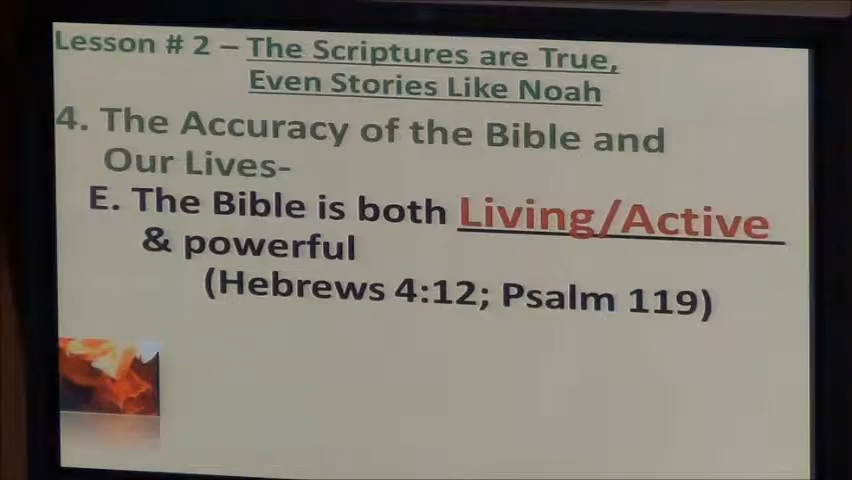 Lesson # 2 – The Scriptures are True,
Even Stories Like Noah
4. The Accuracy of the Bible and
Our Lives-
E. The Bible is both Living/Active
& powerful
(Hebrews 4:12; Psalm 119)